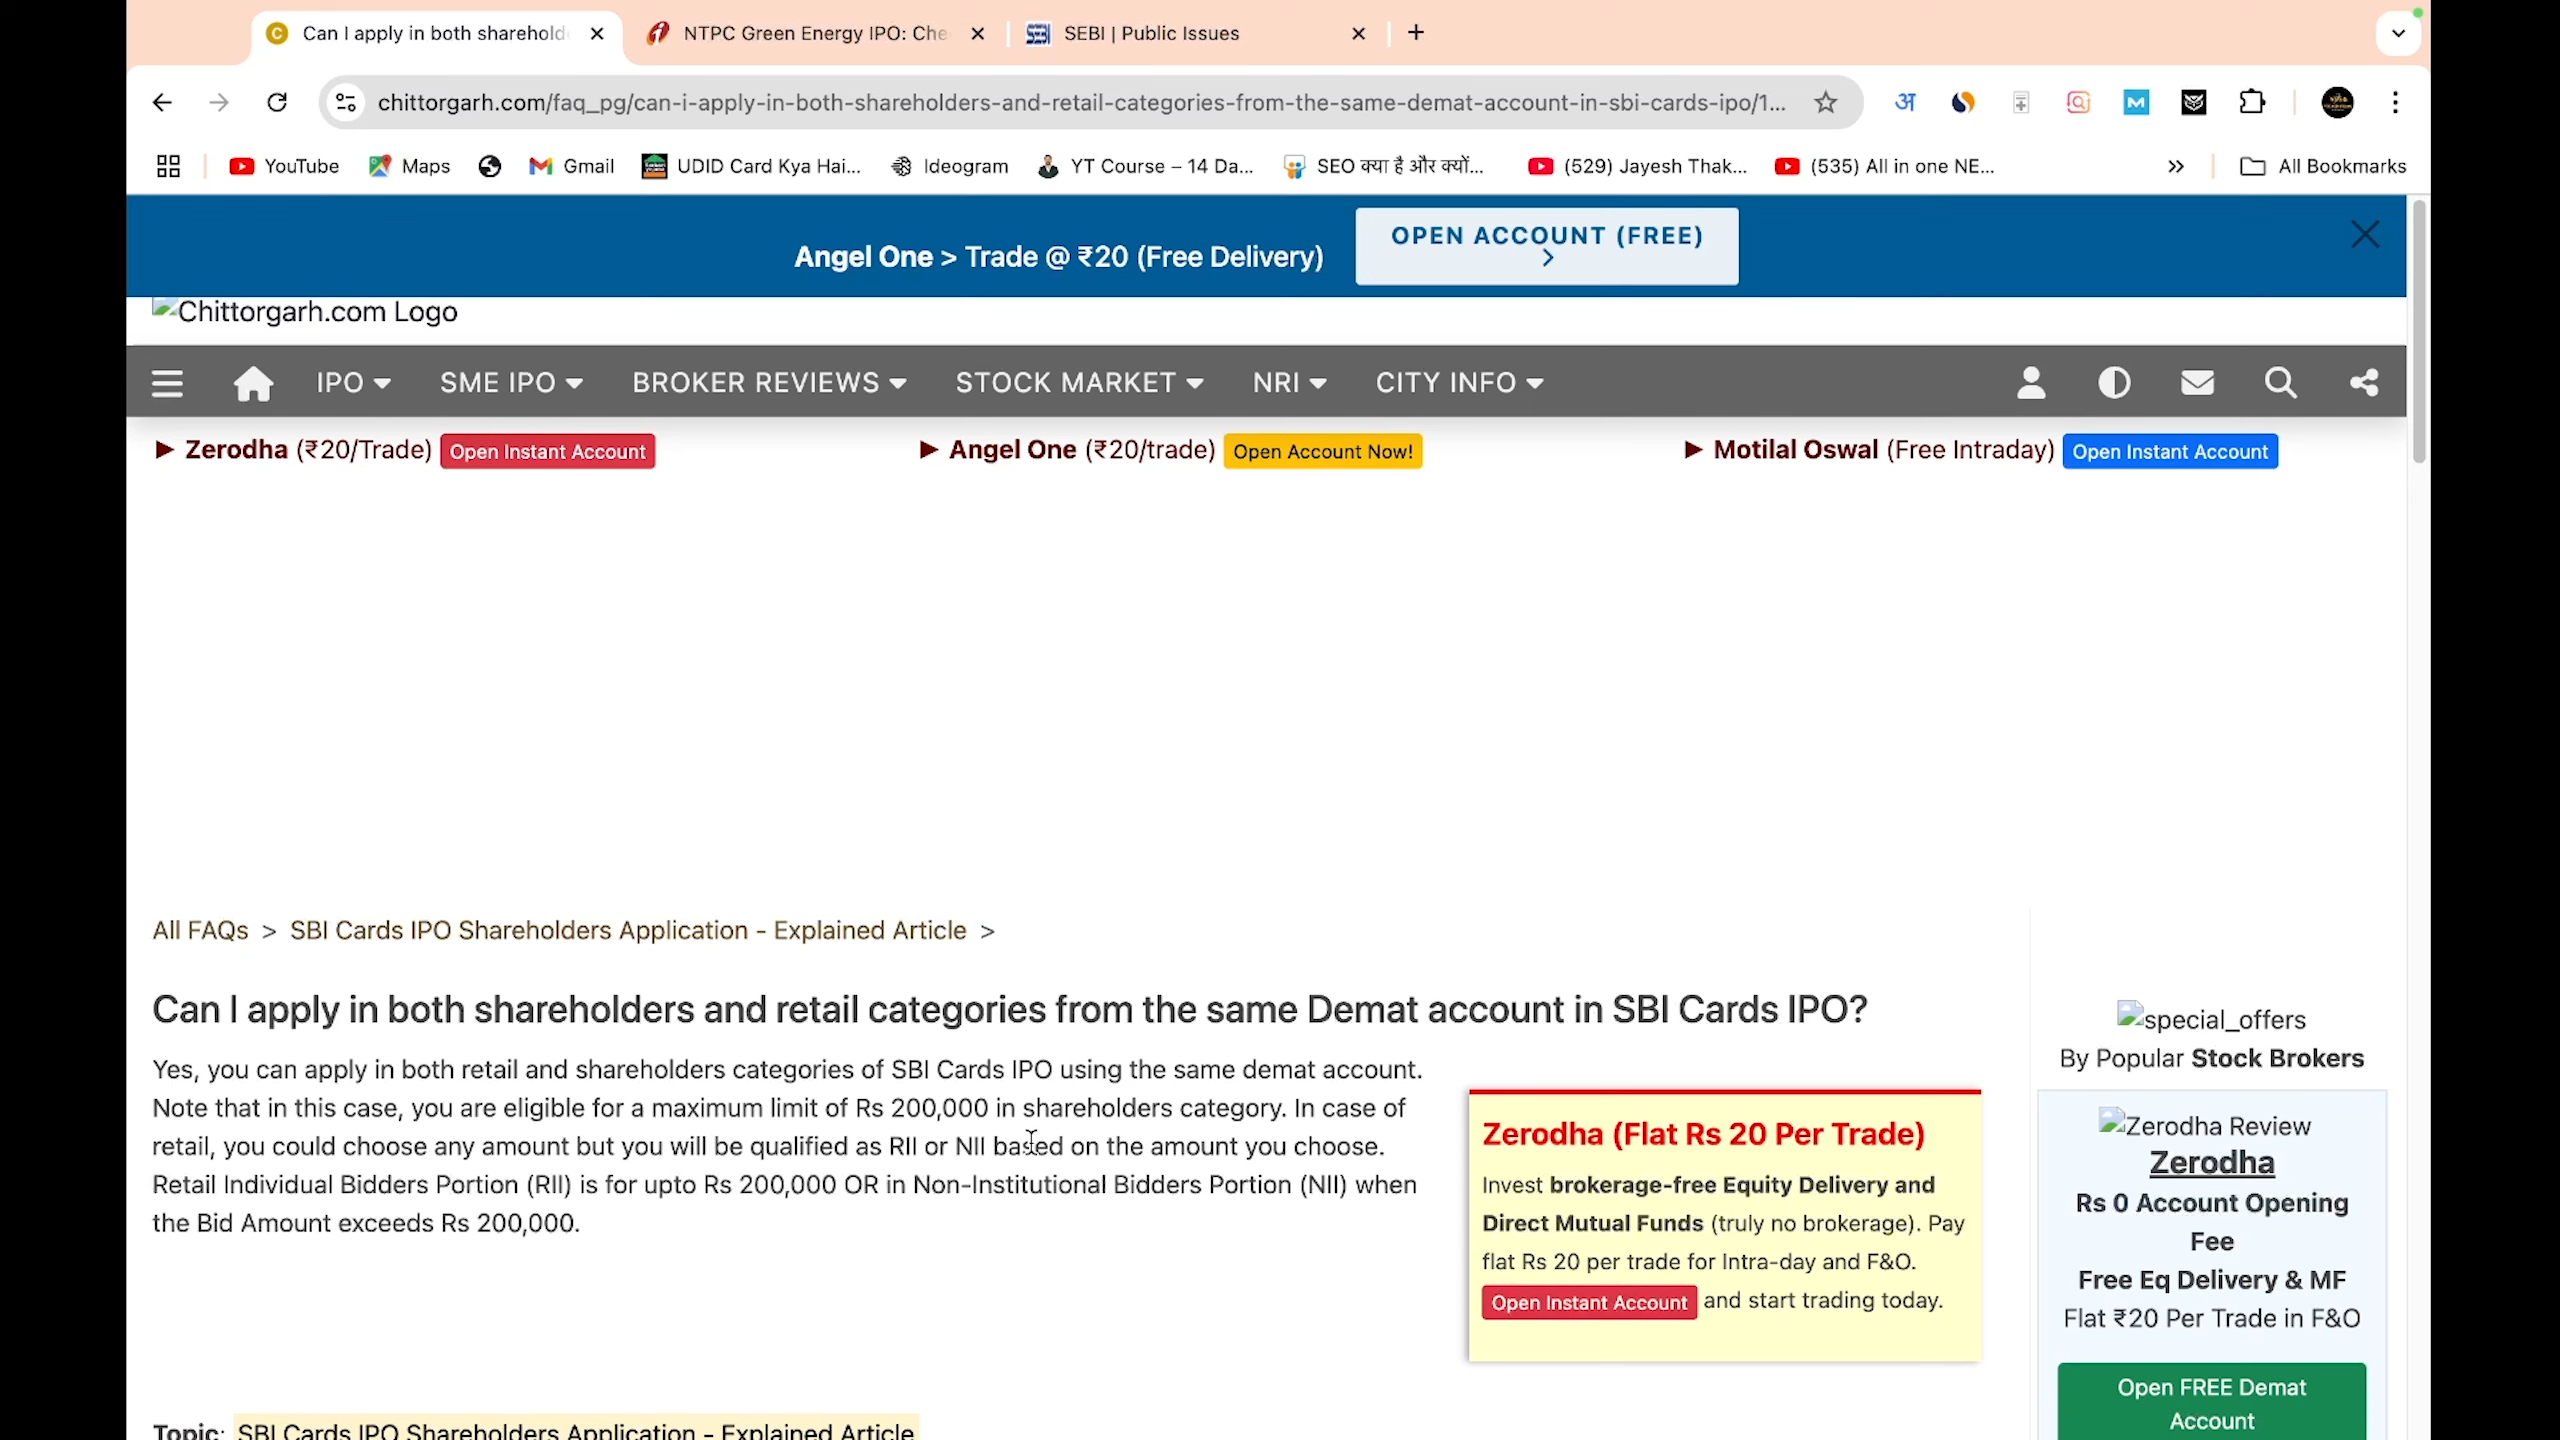 Can I apply in both sharehold
NTPC Green Energy IPO: Che
SEBI | Public Issues
chittorgarh.com/faq_pg/can-i-apply-in-both-shareholders-and-retail-categories-from-the-same-demat-account-in-sbi-cards-ipo/1...
अ
YouTube
Maps
Gmail
UDID Card Kya Hai...
Ideogram
YT Course – 14 Da...
SEO क्या है और क्यों...
(529) Jayesh Thak...
(535) All in one NE...
All Bookmarks
Angel One > Trade @ ₹20 (Free Delivery)
OPEN ACCOUNT (FREE)
Chittorgarh.com Logo
IPO
SME IPO
BROKER REVIEWS
STOCK MARKET
NRI
CITY INFO
Zerodha (₹20/Trade) Open Instant Account
Angel One (₹20/trade) Open Account Now!
Motilal Oswal (Free Intraday) Open Instant Account
All FAQs > SBI Cards IPO Shareholders Application - Explained Article >
Can I apply in both shareholders and retail categories from the same Demat account in SBI Cards IPO?
Yes, you can apply in both retail and shareholders categories of SBI Cards IPO using the same demat account.
Note that in this case, you are eligible for a maximum limit of Rs 200,000 in shareholders category. In case of
retail, you could choose any amount but you will be qualified as RII or NII based on the amount you choose.
Retail Individual Bidders Portion (RII) is for upto Rs 200,000 OR in Non-Institutional Bidders Portion (NII) when
the Bid Amount exceeds Rs 200,000.
Zerodha (Flat Rs 20 Per Trade)
Invest brokerage-free Equity Delivery and
Direct Mutual Funds (truly no brokerage). Pay
flat Rs 20 per trade for Intra-day and F&O.
Open Instant Account and start trading today.
special_offers
By Popular Stock Brokers
Zerodha Review
Zerodha
Rs 0 Account Opening
Fee
Free Eq Delivery & MF
Flat ₹20 Per Trade in F&O
Open FREE Demat
Account
Topic: SBI Cards IPO Shareholders Application - Explained Article